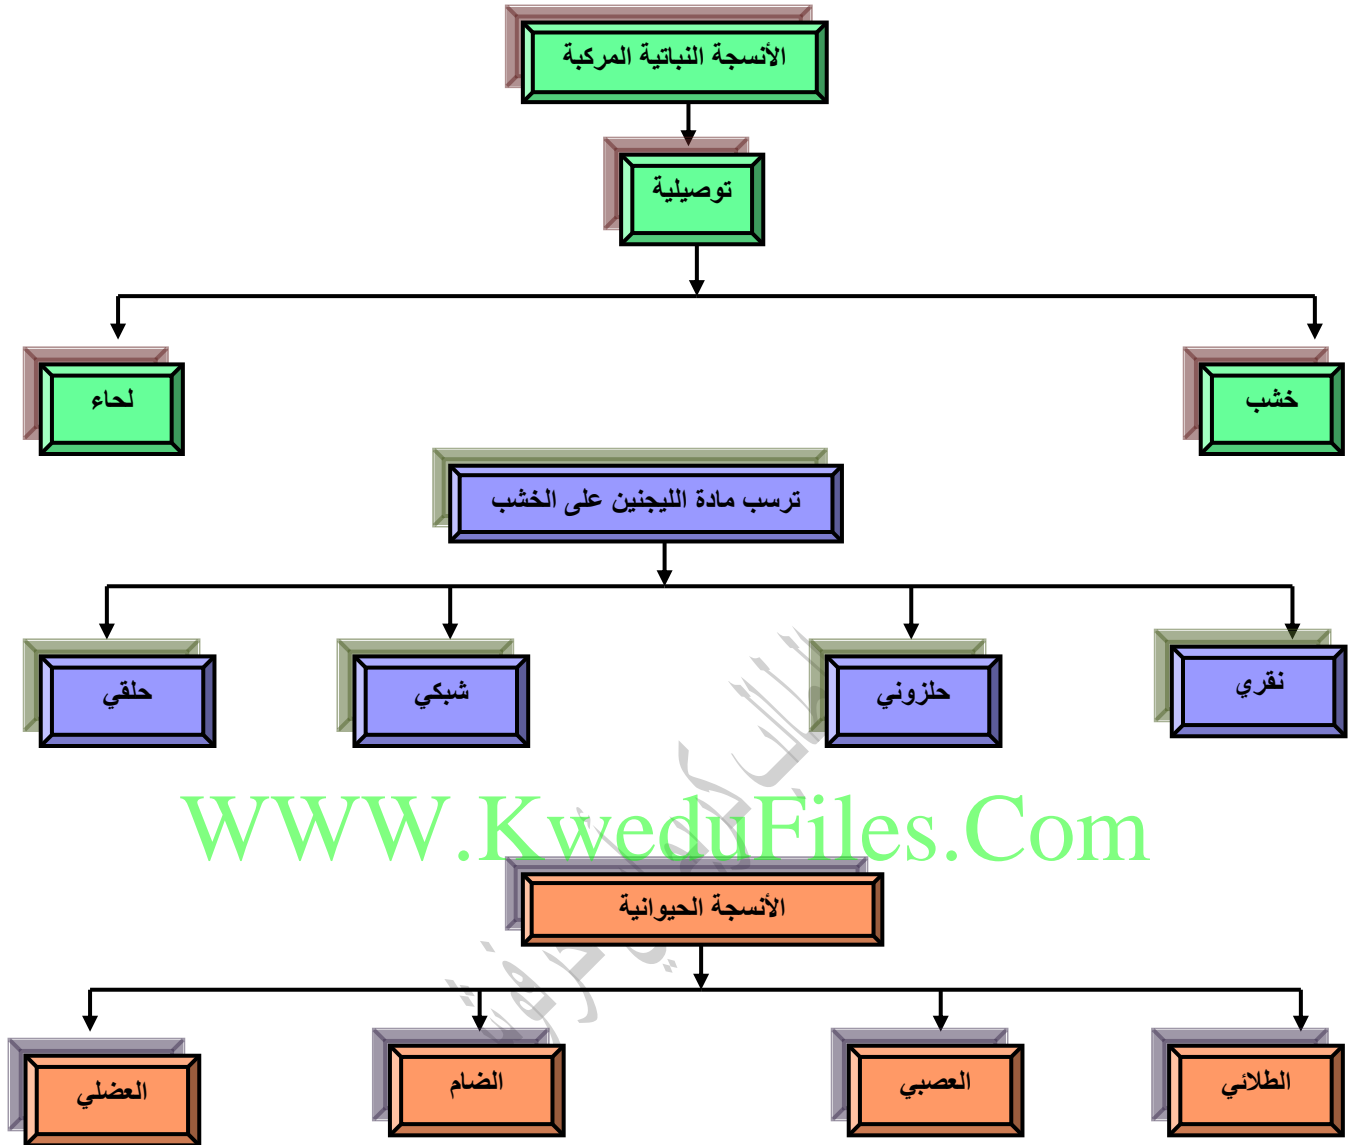 الأنسجة النباتية المركبة
توصيلية
خشب
لحاء
ترسب مادة الليجنين على الخشب
نقري
حلزوني
شبكي
حلقي
WWW.KweduFiles.Com
الأنسجة الحيوانية
الطلائي
العصبي
الضام
العضلي